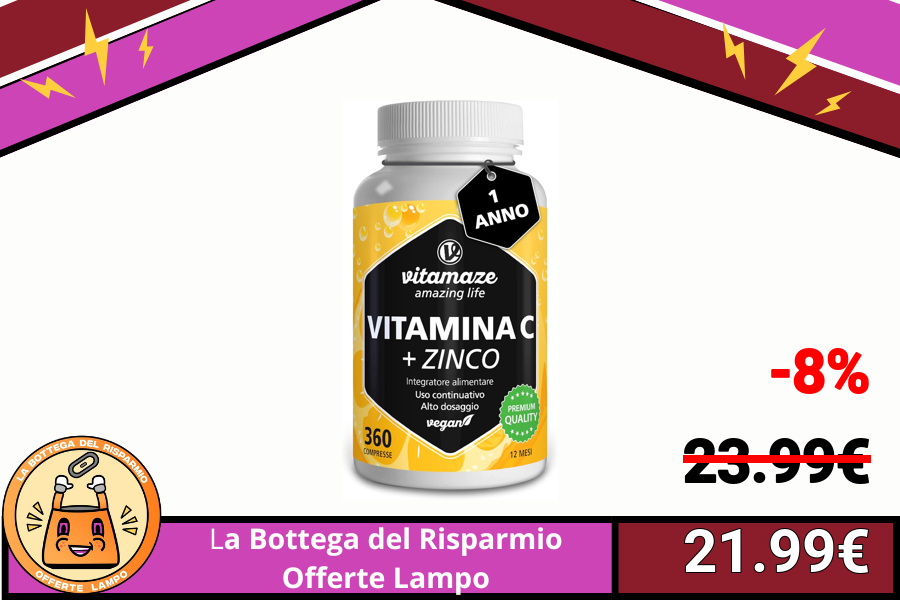 1
ANNO
vitamaze
amazing life
VITAMINA C
+ ZINCO
Integratore alimentare
Uso continuativo
Alto dosaggio
vegan
PREMIUM
QUALITY
360
COMPRESSE
12 MESI
-8%
23.99€
LA BOTTEGA DEL RISPARMIO
OFFERTE LAMPO
La Bottega del Risparmio
Offerte Lampo
21.99€